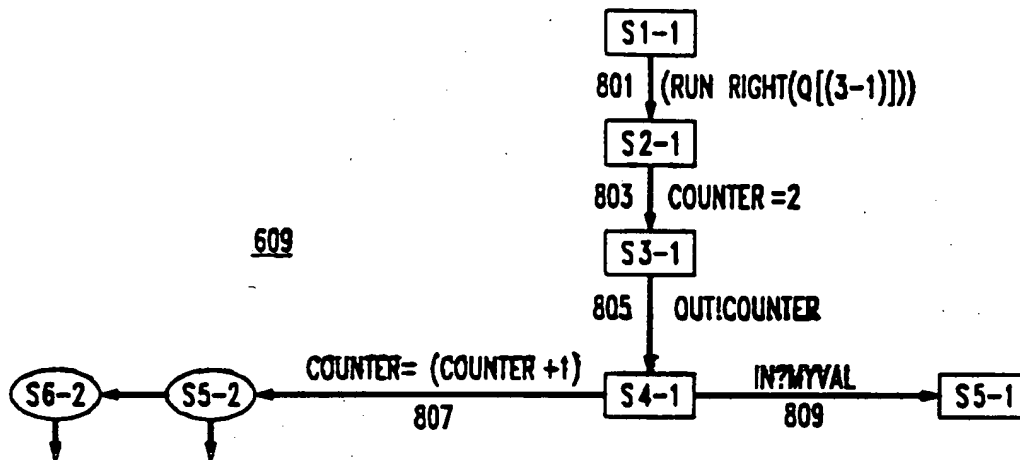 S1-1
801 (RUN RIGHT(Q[(3-1)]))
S2-1
803 COUNTER =2
S3-1
609
805 OUT!COUNTER
COUNTER= (COUNTER +1)
IN?MYVAL
S6-2
S5-2
S4-1
S5-1
807
809